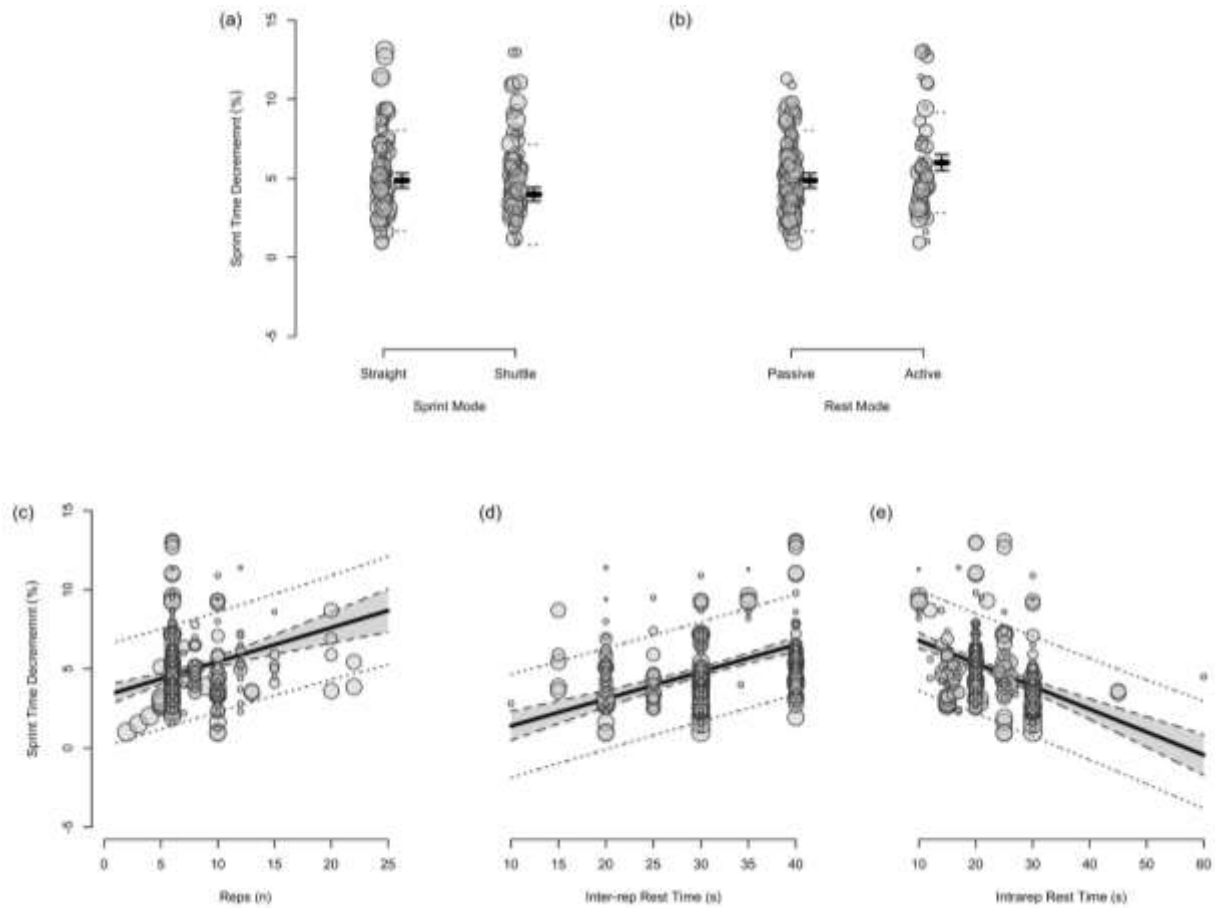 (a)
(b)
Sprint Time Decrememnt (%)
15
10
5
0
-5
Straight
Shuttle
Passive
Active
Sprint Mode
Rest Mode
(c)
(d)
(e)
Sprint Time Decrememnt (%)
15
10
5
0
-5
0 5 10 15 20 25
10 15 20 25 30 35 40
10 20 30 40 50 60
Reps (n)
Inter-rep Rest Time (s)
Intrarep Rest Time (s)